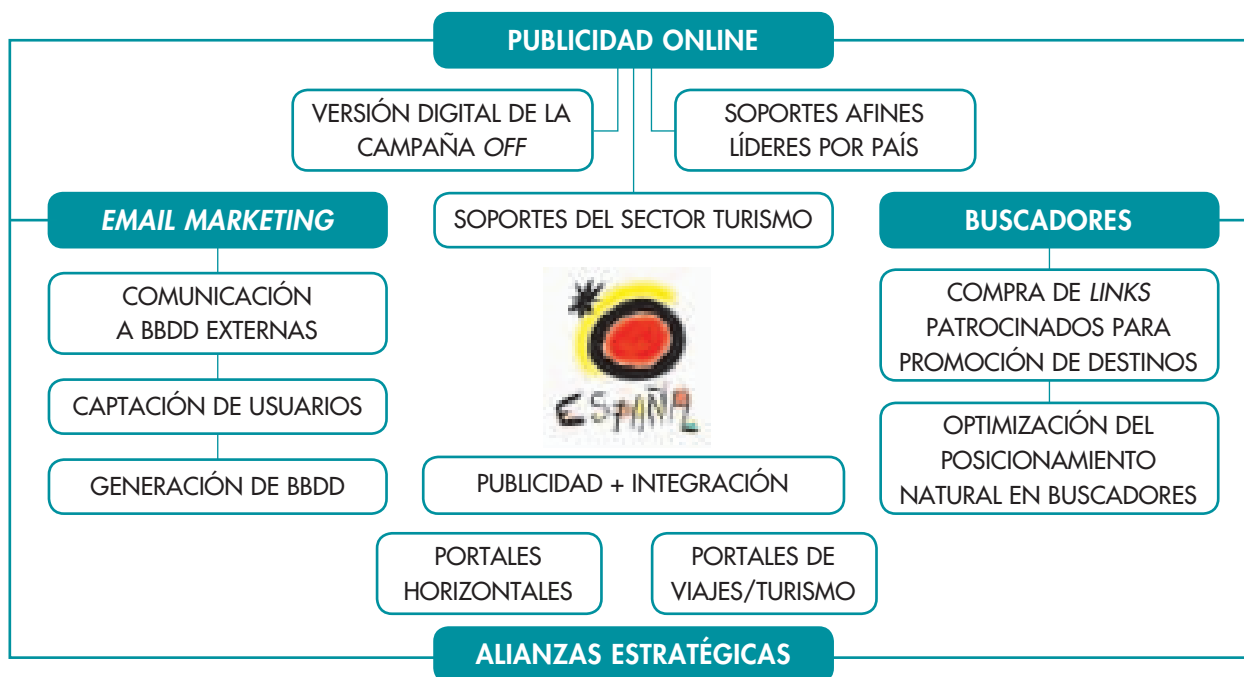 PUBLICIDAD ONLINE
VERSIÓN DIGITAL DE LA
CAMPAÑA OFF
SOPORTES AFINES
LÍDERES POR PAÍS
SOPORTES DEL SECTOR TURISMO
EMAIL MARKETING
COMUNICACIÓN
A BBDD EXTERNAS
CAPTACIÓN DE USUARIOS
GENERACIÓN DE BBDD
BUSCADORES
COMPRA DE LINKS
PATROCINADOS PARA
PROMOCIÓN DE DESTINOS
OPTIMIZACIÓN DEL
POSICIONAMIENTO
NATURAL EN BUSCADORES
ESPAÑA
PUBLICIDAD + INTEGRACIÓN
PORTALES
HORIZONTALES
PORTALES DE
VIAJES/TURISMO
ALIANZAS ESTRATÉGICAS